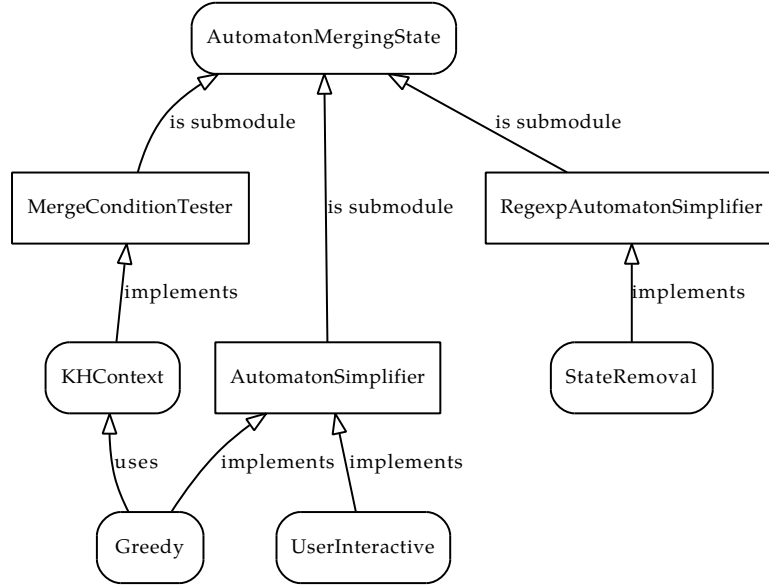 AutomatonMergingState
is submodule
is submodule
MergeConditionTester
is submodule
RegexpAutomatonSimplifier
implements
implements
KHContext
AutomatonSimplifier
StateRemoval
uses
implements
implements
Greedy
UserInteractive